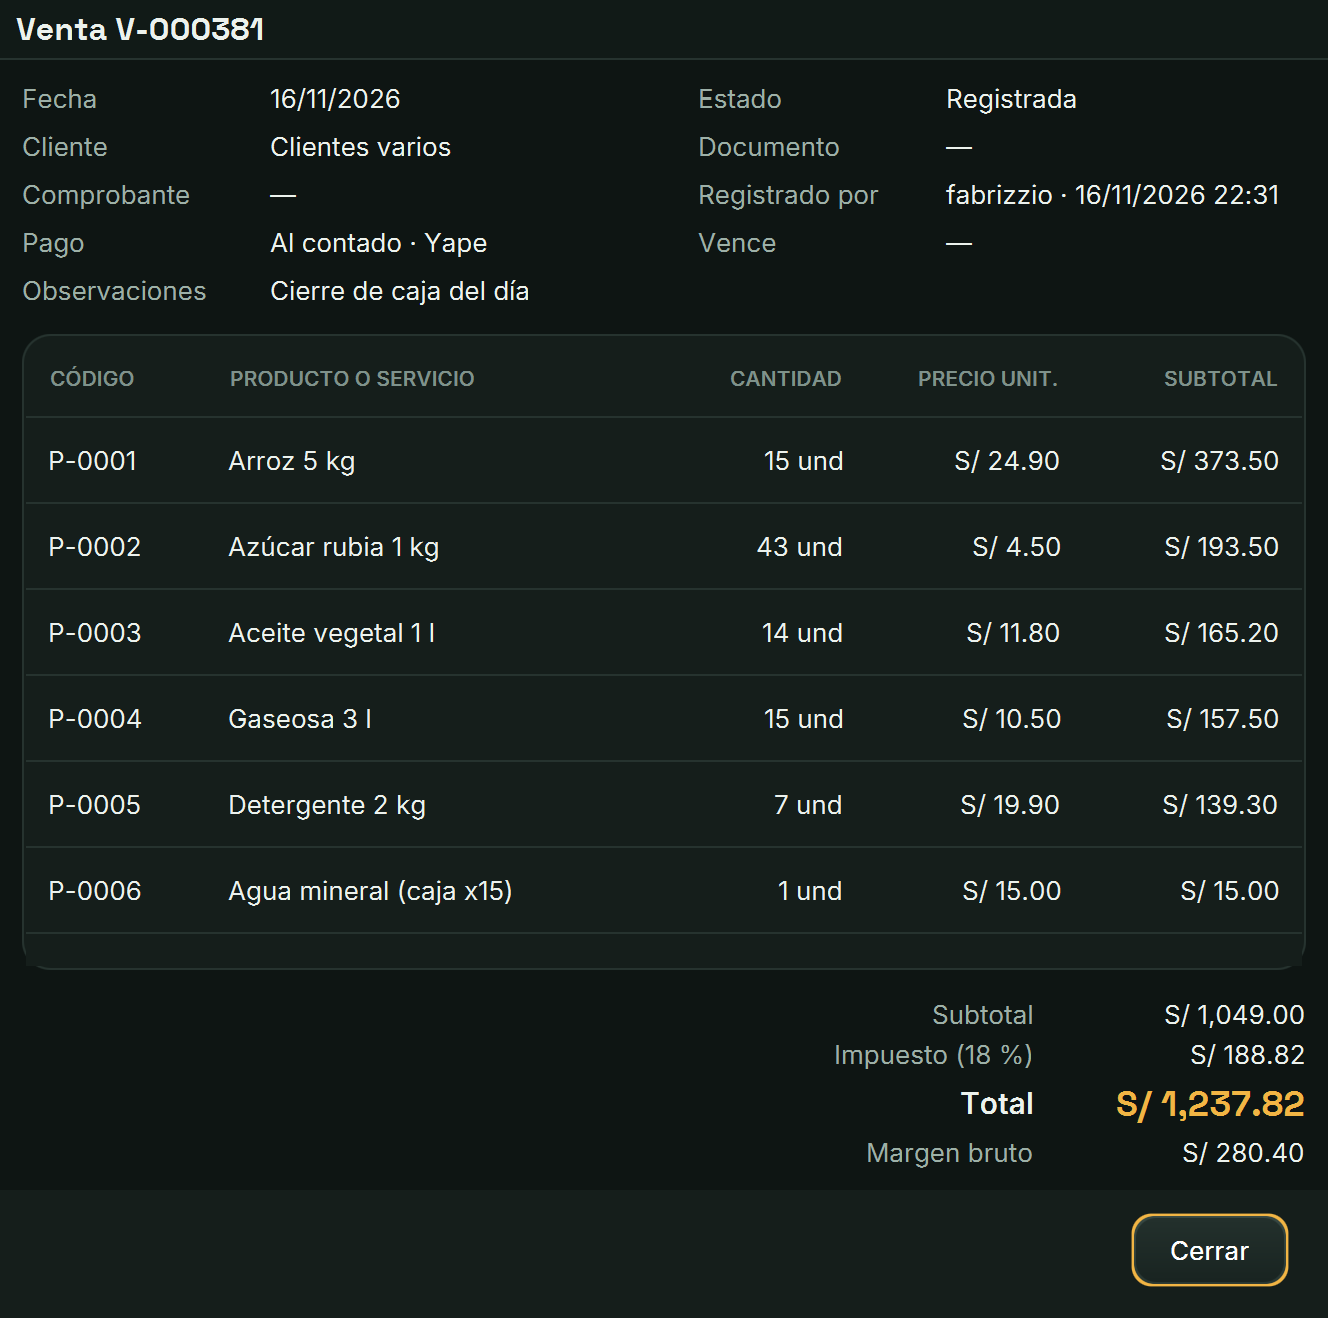 Venta V-000381
Fecha 16/11/2026 Estado Registrada
Cliente Clientes varios Documento —
Comprobante — Registrado por fabrizzio · 16/11/2026 22:31
Pago Al contado · Yape Vence —
Observaciones Cierre de caja del día
CÓDIGO PRODUCTO O SERVICIO CANTIDAD PRECIO UNIT. SUBTOTAL
P-0001 Arroz 5 kg 15 und S/ 24.90 S/ 373.50
P-0002 Azúcar rubia 1 kg 43 und S/ 4.50 S/ 193.50
P-0003 Aceite vegetal 1 l 14 und S/ 11.80 S/ 165.20
P-0004 Gaseosa 3 l 15 und S/ 10.50 S/ 157.50
P-0005 Detergente 2 kg 7 und S/ 19.90 S/ 139.30
P-0006 Agua mineral (caja x15) 1 und S/ 15.00 S/ 15.00
Subtotal S/ 1,049.00
Impuesto (18 %) S/ 188.82
Total S/ 1,237.82
Margen bruto S/ 280.40
Cerrar